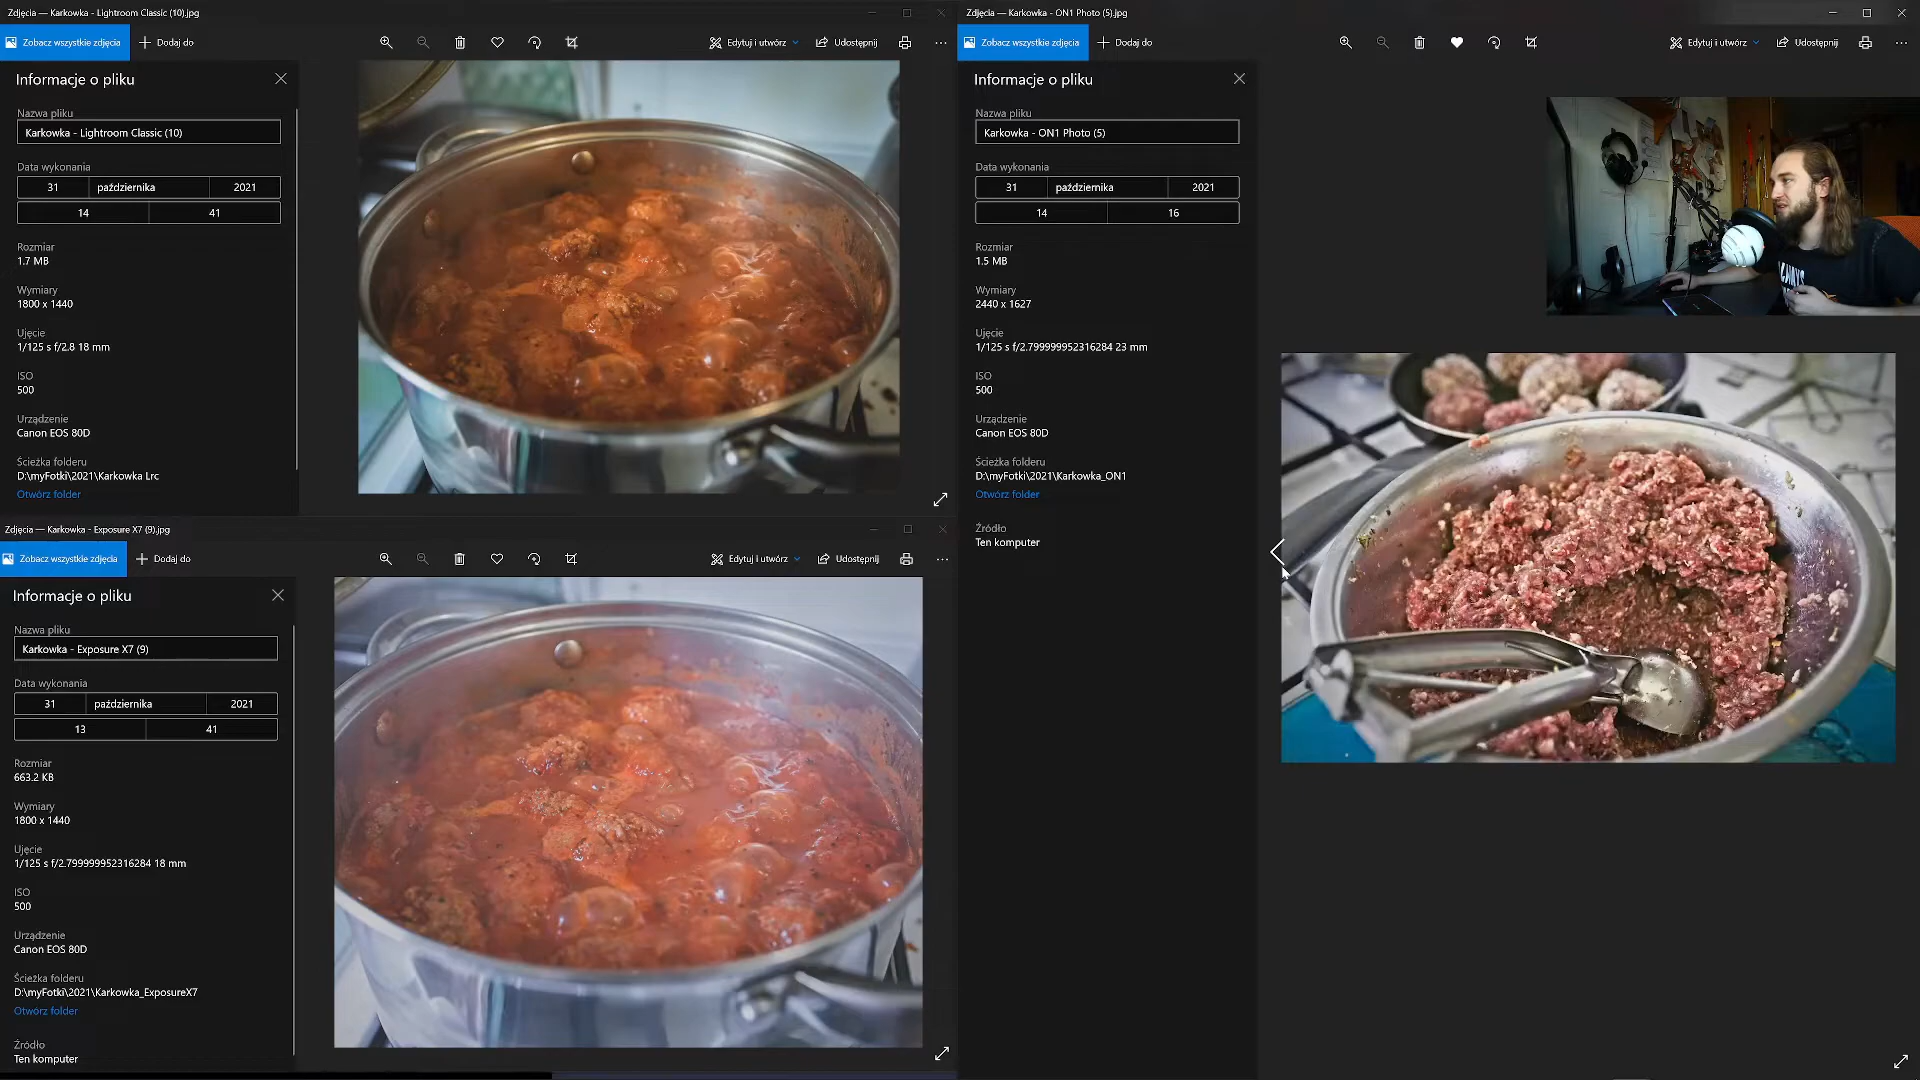 Zdjęcia — Karkowka - Lightroom Classic (10).jpg
Zobacz wszystkie zdjęcia
Dodaj do
Edytuj i utwórz
Udostępnij
Informacje o pliku
Nazwa pliku
Karkowka - Lightroom Classic (10)
Data wykonania
31 października 2021
14 41
Rozmiar
1.7 MB
Wymiary
1800 x 1440
Ujęcie
1/125 s f/2.8 18 mm
ISO
500
Urządzenie
Canon EOS 80D
Ścieżka folderu
D:\myFotki\2021\Karkowka Lrc
Otwórz folder
Zdjęcia — Karkowka - Exposure X7 (9).jpg
Zobacz wszystkie zdjęcia
Dodaj do
Edytuj i utwórz
Udostępnij
Informacje o pliku
Nazwa pliku
Karkowka - Exposure X7 (9)
Data wykonania
31 października 2021
13 41
Rozmiar
663.2 KB
Wymiary
1800 x 1440
Ujęcie
1/125 s f/2.799999952316284 18 mm
ISO
500
Urządzenie
Canon EOS 80D
Ścieżka folderu
D:\myFotki\2021\Karkowka_ExposureX7
Otwórz folder
Źródło
Ten komputer
Zdjęcia — Karkowka - ON1 Photo (5).jpg
Zobacz wszystkie zdjęcia
Dodaj do
Edytuj i utwórz
Udostępnij
Informacje o pliku
Nazwa pliku
Karkowka - ON1 Photo (5)
Data wykonania
31 października 2021
14 16
Rozmiar
1.5 MB
Wymiary
2440 x 1627
Ujęcie
1/125 s f/2.799999952316284 23 mm
ISO
500
Urządzenie
Canon EOS 80D
Ścieżka folderu
D:\myFotki\2021\Karkowka_ON1
Otwórz folder
Źródło
Ten komputer